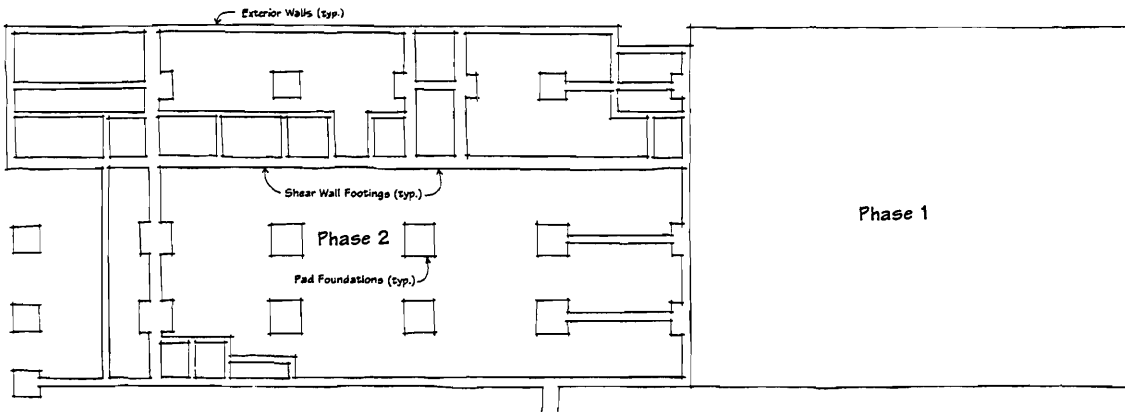 Exterior Walls (typ.)
Shear Wall Footings (typ.)
Phase 2
Pad Foundations (typ.)
Phase 1